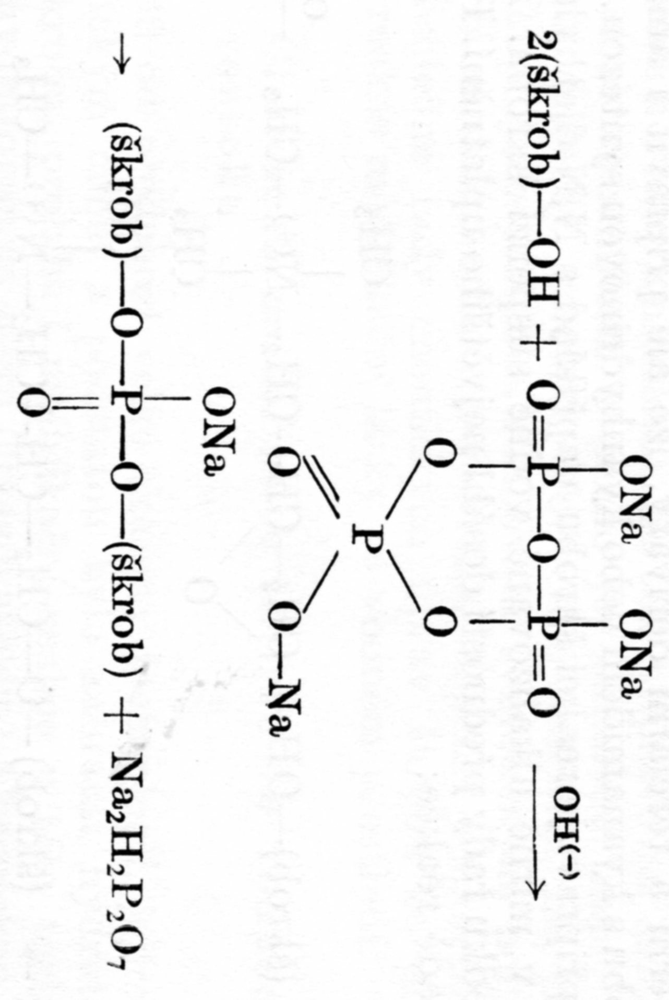 ONa ONa
2(škrob)—OH + O=P—O—P=O OH(-) →
O O
P
O O—Na
ONa
→ (škrob)—O—P—O—(škrob) + Na₂H₂P₂O₇
O